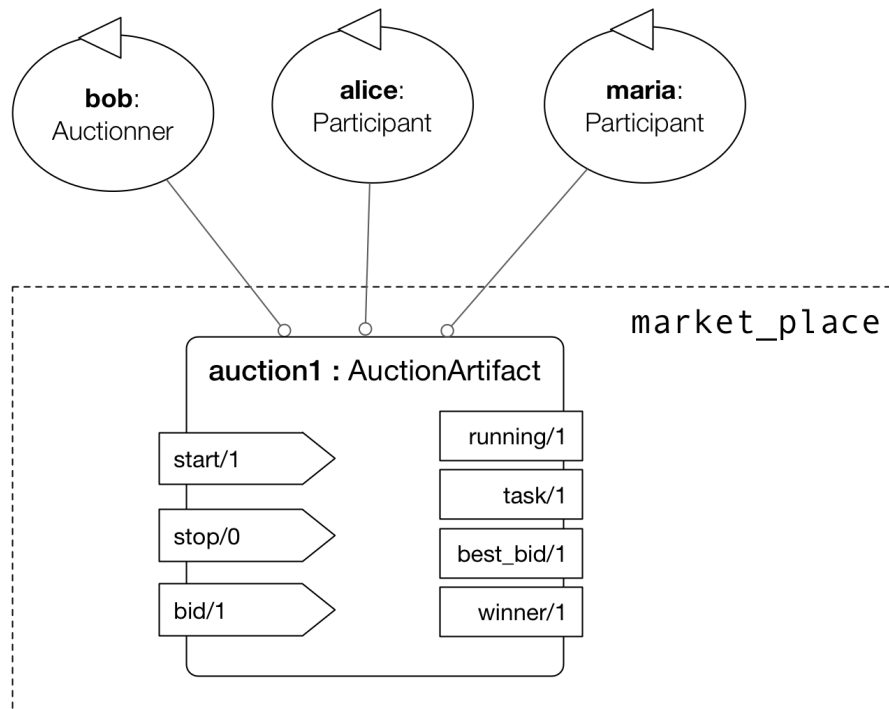 bob:
Auctionner
alice:
Participant
maria:
Participant
market_place
auction1 : AuctionArtifact
start/1
stop/0
bid/1
running/1
task/1
best_bid/1
winner/1